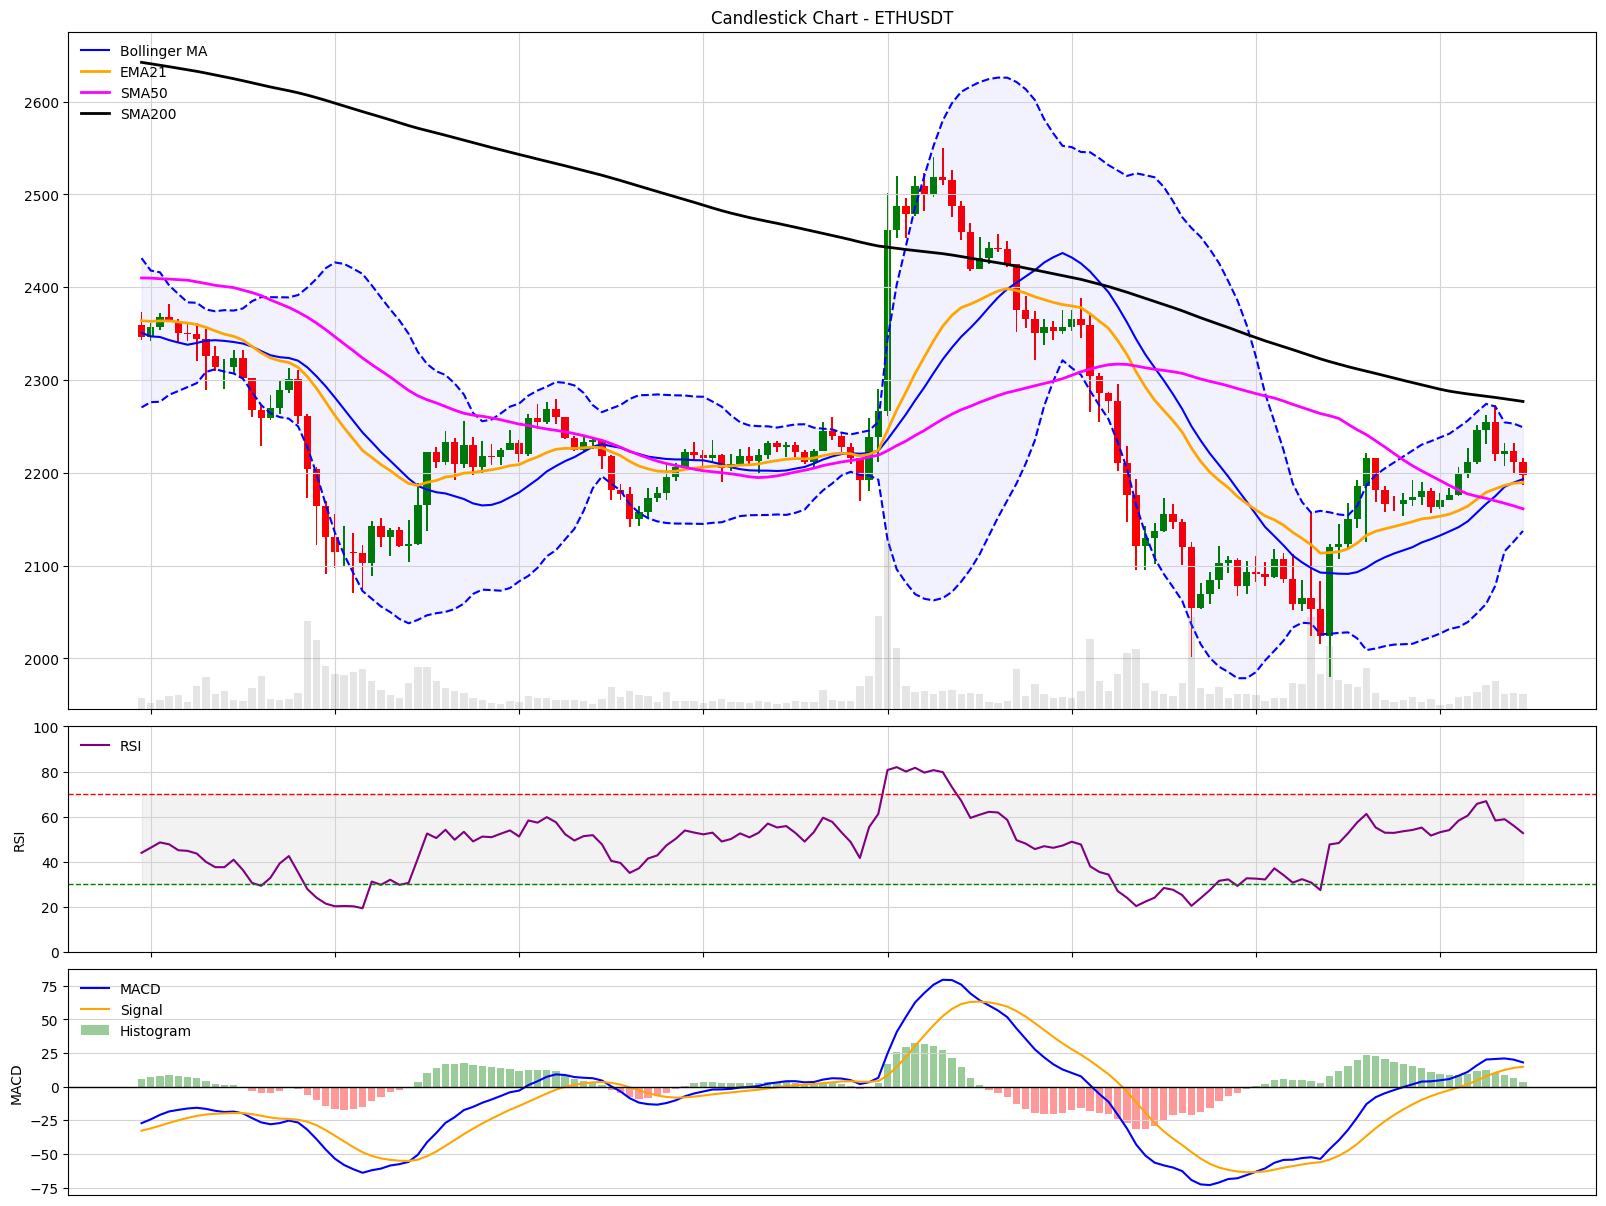 Candlestick Chart - ETHUSDT
Bollinger MA
EMA21
SMA50
SMA200
2600
2500
2400
2300
2200
2100
2000
100
80
60
40
20
0
RSI
RSI
75
50
25
0
−25
−50
−75
MACD
MACD
Signal
Histogram